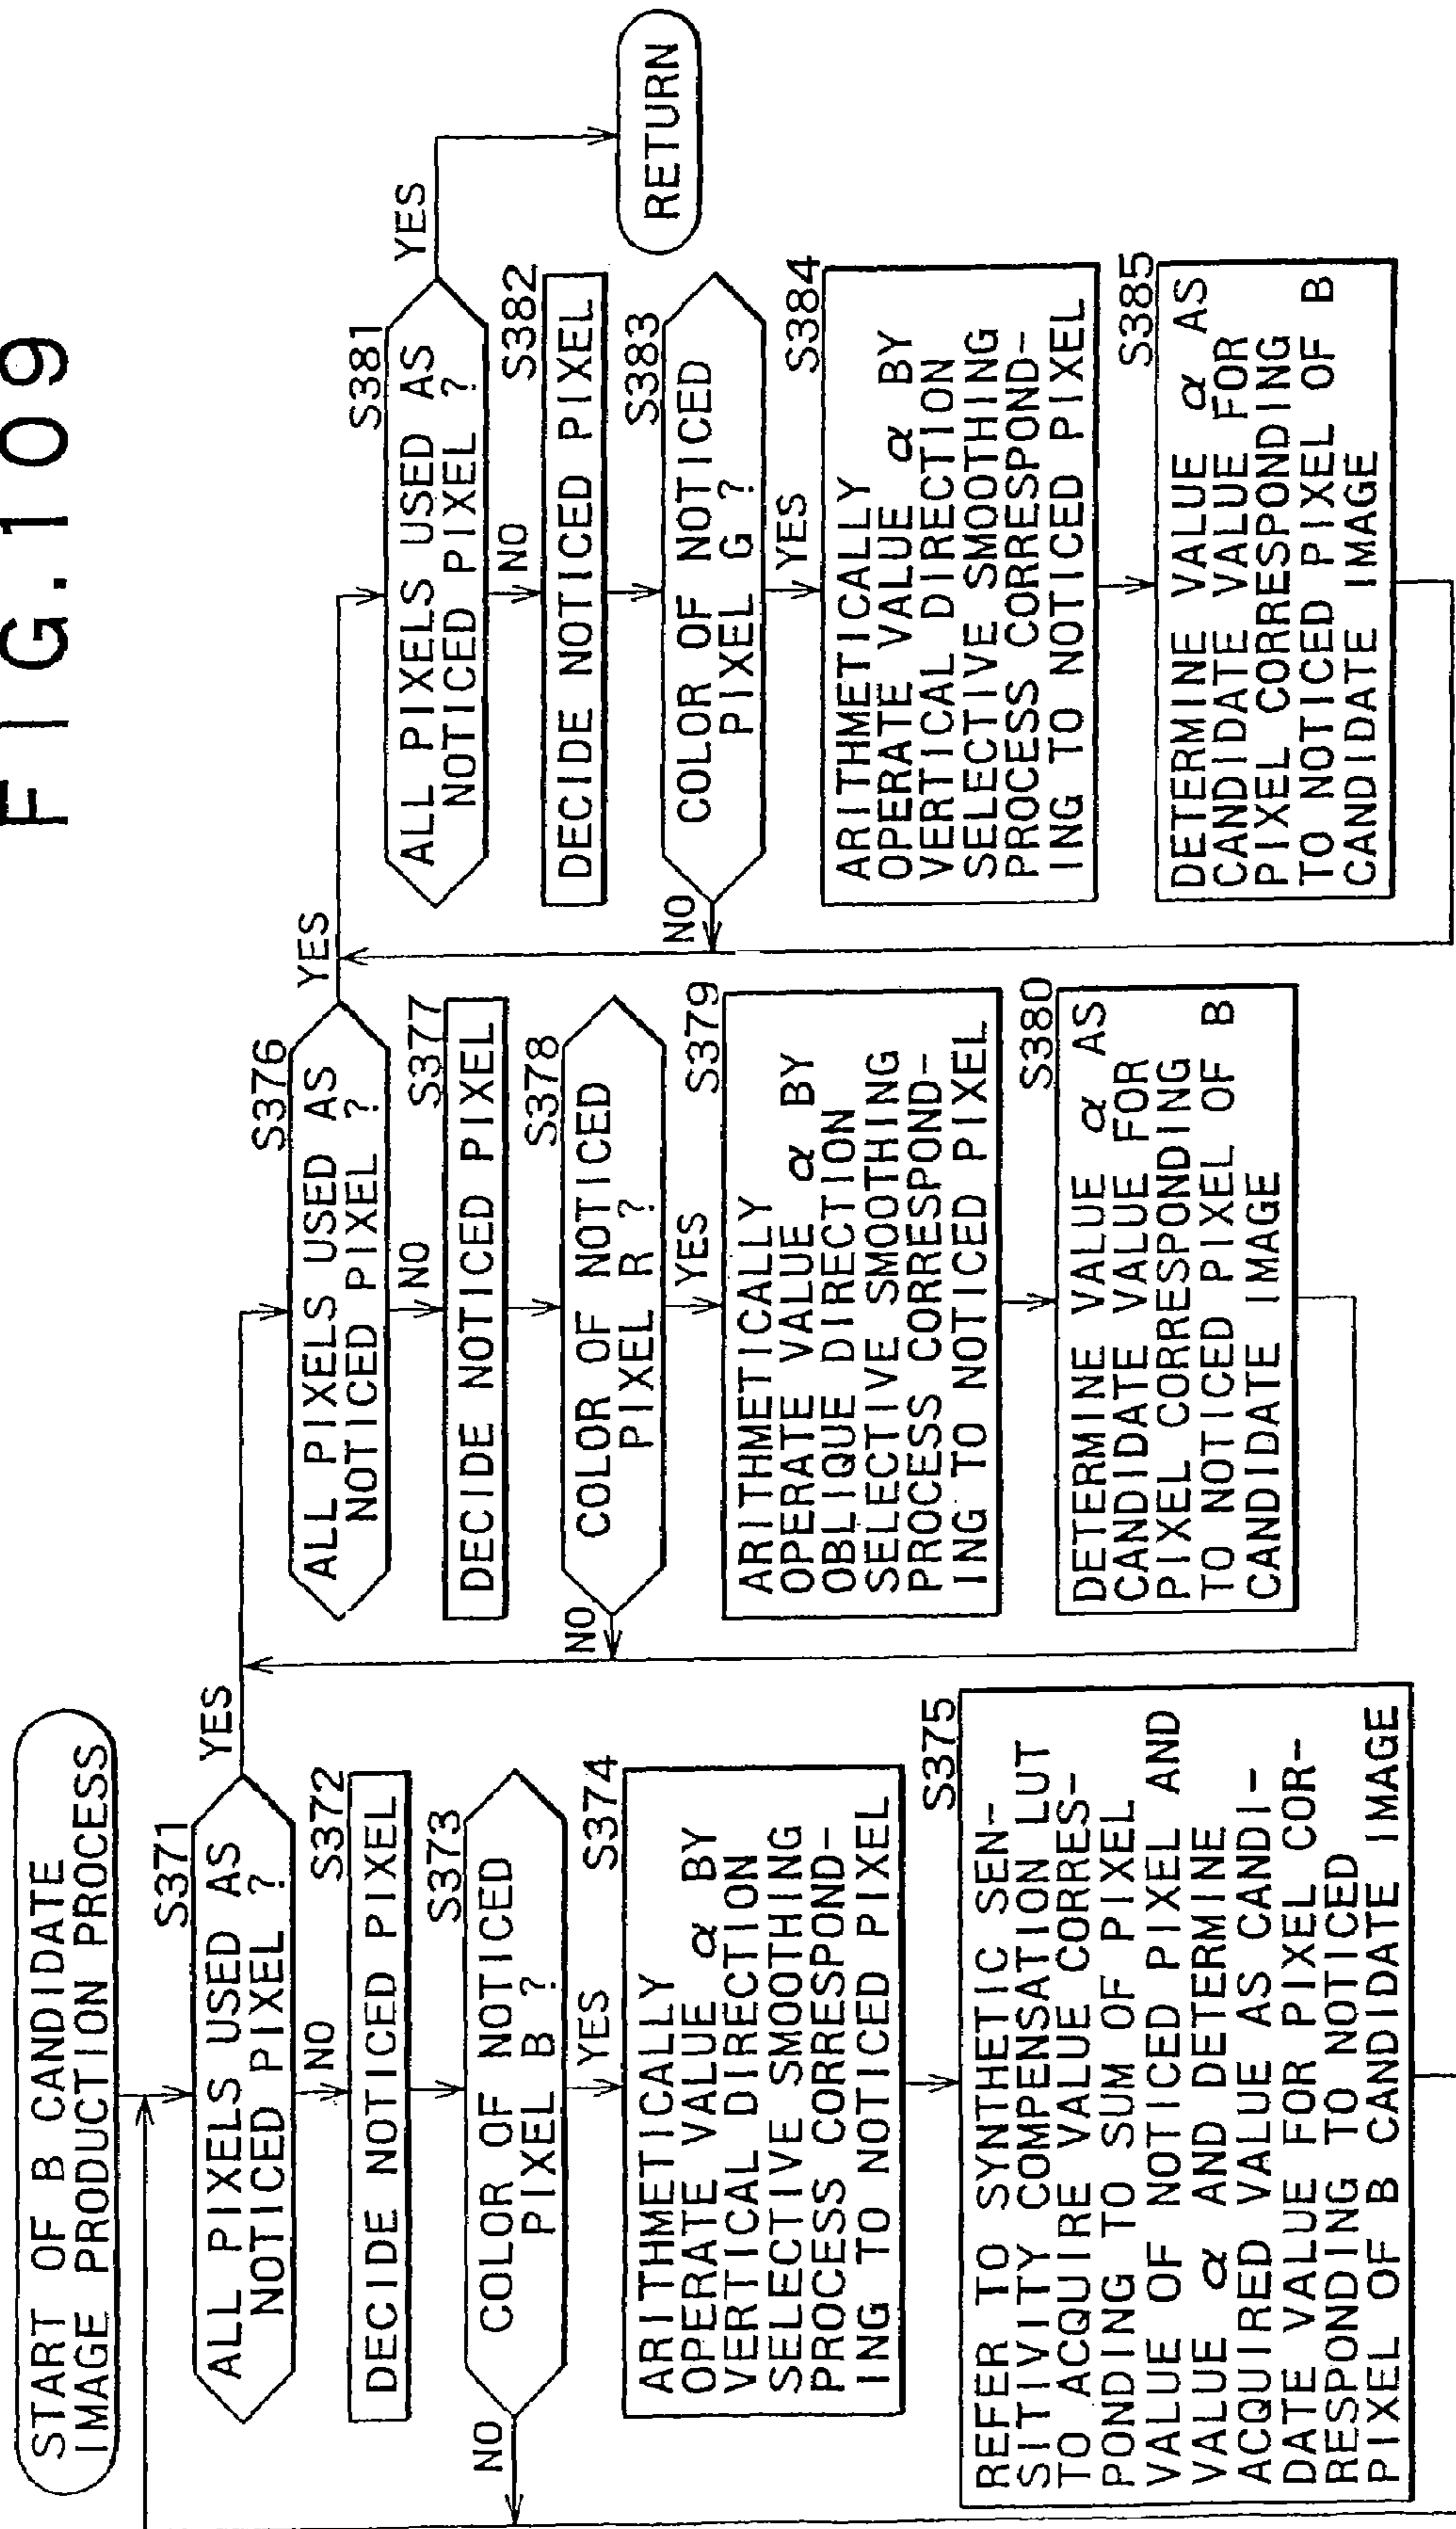 FIG.109
START OF B CANDIDATE
IMAGE PRODUCTION PROCESS
S371
ALL PIXELS USED AS
NOTICED PIXEL ?
YES
NO
S372
DECIDE NOTICED PIXEL
S373
COLOR OF NOTICED
PIXEL B ?
NO
YES
S374
ARITHMETICALLY
OPERATE VALUE α BY
VERTICAL DIRECTION
SELECTIVE SMOOTHING
PROCESS CORRESPOND-
ING TO NOTICED PIXEL
S375
REFER TO SYNTHETIC SEN-
SITIVITY COMPENSATION LUT
TO ACQUIRE VALUE CORRES-
PONDING TO SUM OF PIXEL
VALUE OF NOTICED PIXEL AND
VALUE α AND DETERMINE
ACQUIRED VALUE AS CANDI-
DATE VALUE FOR PIXEL COR-
RESPONDING TO NOTICED
PIXEL OF B CANDIDATE IMAGE
S376
ALL PIXELS USED AS
NOTICED PIXEL ?
YES
NO
S377
DECIDE NOTICED PIXEL
S378
COLOR OF NOTICED
PIXEL R ?
NO
YES
S379
ARITHMETICALLY
OPERATE VALUE α BY
OBLIQUE DIRECTION
SELECTIVE SMOOTHING
PROCESS CORRESPOND-
ING TO NOTICED PIXEL
S380
DETERMINE VALUE α AS
CANDIDATE VALUE FOR
PIXEL CORRESPONDING
TO NOTICED PIXEL OF B
CANDIDATE IMAGE
S381
ALL PIXELS USED AS
NOTICED PIXEL ?
YES
NO
S382
DECIDE NOTICED PIXEL
S383
COLOR OF NOTICED
PIXEL G ?
NO
YES
S384
ARITHMETICALLY
OPERATE VALUE α BY
VERTICAL DIRECTION
SELECTIVE SMOOTHING
PROCESS CORRESPOND-
ING TO NOTICED PIXEL
S385
DETERMINE VALUE α AS
CANDIDATE VALUE FOR
PIXEL CORRESPONDING
TO NOTICED PIXEL OF B
CANDIDATE IMAGE
RETURN